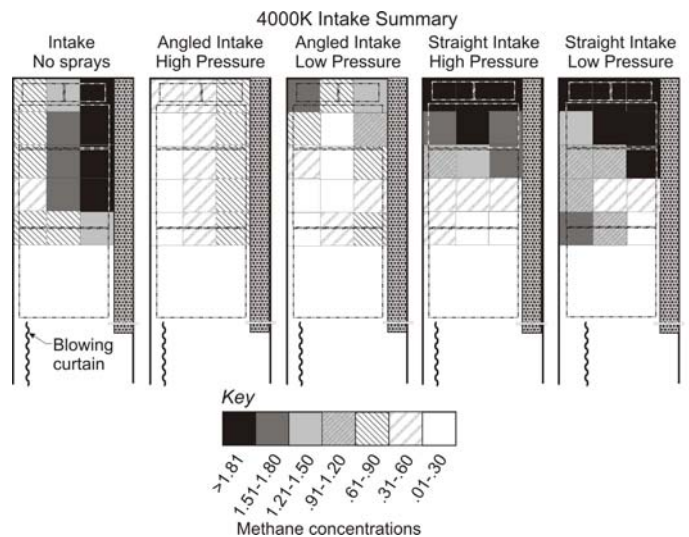 4000K Intake Summary
Intake
No sprays
Angled Intake
High Pressure
Angled Intake
Low Pressure
Straight Intake
High Pressure
Straight Intake
Low Pressure
Blowing
curtain
Key
>1.81
1.51-1.80
1.21-1.50
.91-1.20
.61-.90
.31-.60
.01-.30
Methane concentrations